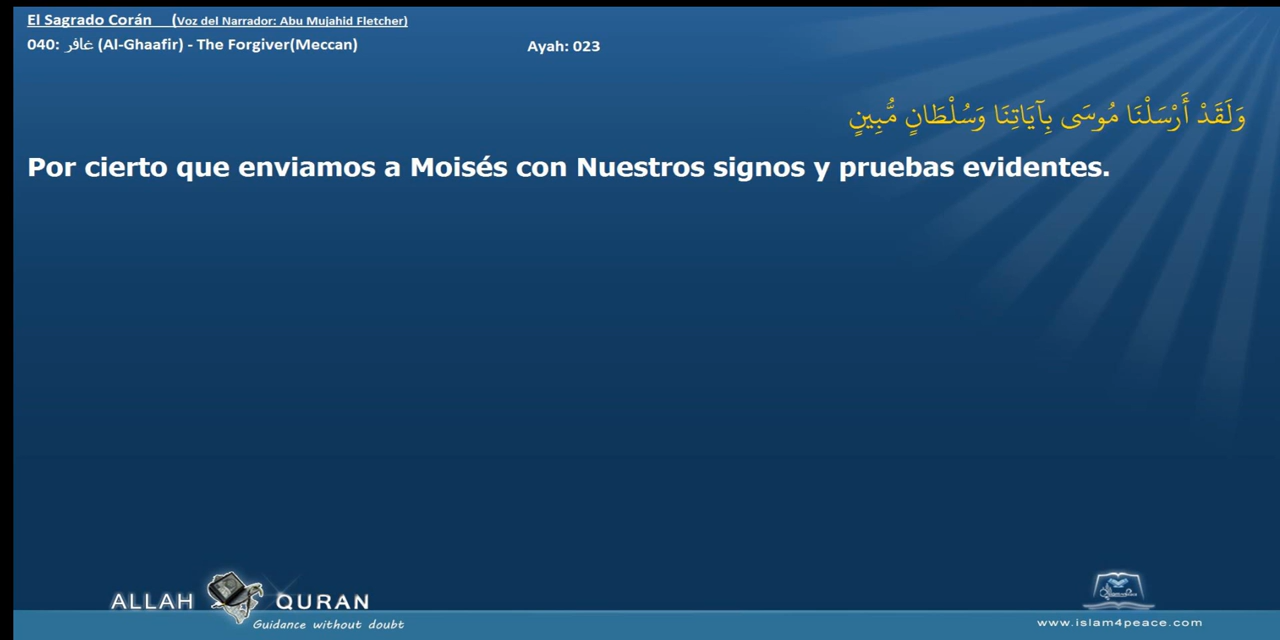 El Sagrado Corán (Voz del Narrador: Abu Mujahid Fletcher)
040: غافر (Al-Ghaafir) - The Forgiver(Meccan) Ayah: 023
وَلَقَدْ أَرْسَلْنَا مُوسَى بِآيَاتِنَا وَسُلْطَانٍ مُّبِينٍ
Por cierto que enviamos a Moisés con Nuestros signos y pruebas evidentes.
ALLAH QURAN
Guidance without doubt
www.islam4peace.com